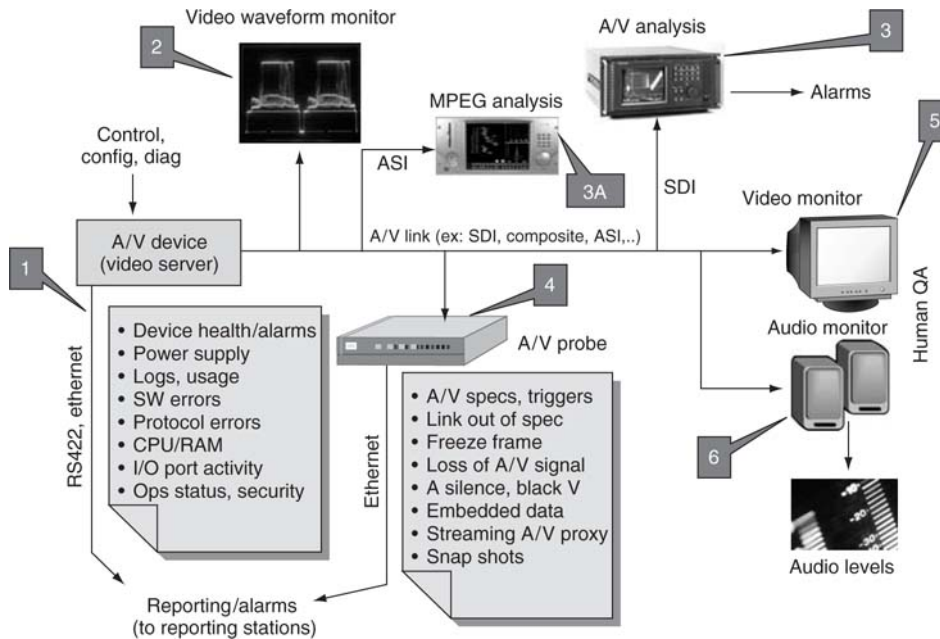 Video waveform monitor
2
A/V analysis
3
Alarms
MPEG analysis
3A
ASI
SDI
5
Control,
config, diag
Video monitor
A/V device
(video server)
A/V link (ex: SDI, composite, ASI,..)
1
4
Human QA
A/V probe
Audio monitor
6
RS422, ethernet
• Device health/alarms
• Power supply
• Logs, usage
• SW errors
• Protocol errors
• CPU/RAM
• I/O port activity
• Ops status, security
Ethernet
• A/V specs, triggers
• Link out of spec
• Freeze frame
• Loss of A/V signal
• A silence, black V
• Embedded data
• Streaming A/V proxy
• Snap shots
-20
-30
Audio levels
Reporting/alarms
(to reporting stations)